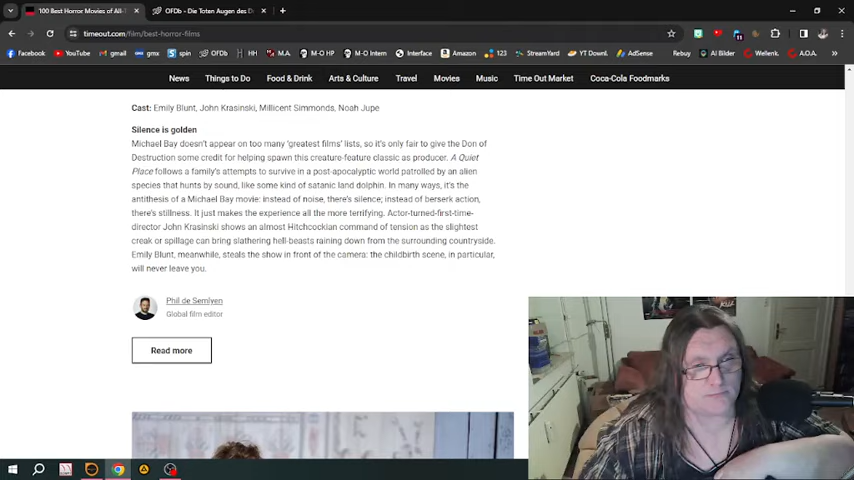 100 Best Horror Movies of All-T
OFDb - Die Toten Augen des D
timeout.com/film/best-horror-films
Facebook YouTube gmail gmx spin OFDb HH M.A. M-O HP M-O Intern Interface Amazon 123 StreamYard YT Downl. AdSense Rebuy AI Bilder Wellenk. A.O.A.
News Things to Do Food & Drink Arts & Culture Travel Movies Music Time Out Market Coca-Cola Foodmarks
Cast: Emily Blunt, John Krasinski, Millicent Simmonds, Noah Jupe
Silence is golden
Michael Bay doesn't appear on too many 'greatest films' lists, so it's only fair to give the Don of
Destruction some credit for helping spawn this creature-feature classic as producer. A Quiet
Place follows a family's attempts to survive in a post-apocalyptic world patrolled by an alien
species that hunts by sound, like some kind of satanic land dolphin. In many ways, it's the
antithesis of a Michael Bay movie: instead of noise, there's silence; instead of berserk action,
there's stillness. It just makes the experience all the more terrifying. Actor-turned-first-time-
director John Krasinski shows an almost Hitchcockian command of tension as the slightest
creak or spillage can bring slathering hell-beasts raining down from the surrounding countryside.
Emily Blunt, meanwhile, steals the show in front of the camera: the childbirth scene, in particular,
will never leave you.
Phil de Semlyen
Global film editor
Read more